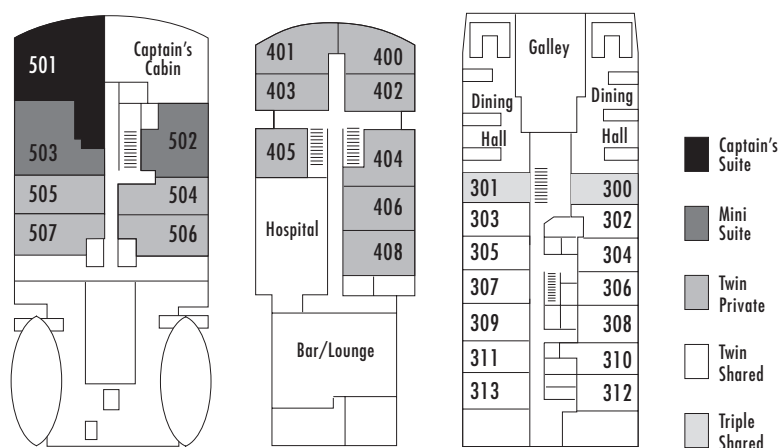 501
Captain's
Cabin
503
502
505
504
507
506
401
400
403
402
405
404
406
Hospital
408
Bar/Lounge
Galley
Dining
Hall
Dining
Hall
301
300
303
302
305
304
307
306
309
308
311
310
313
312
Captain's
Suite
Mini
Suite
Twin
Private
Twin
Shared
Triple
Shared